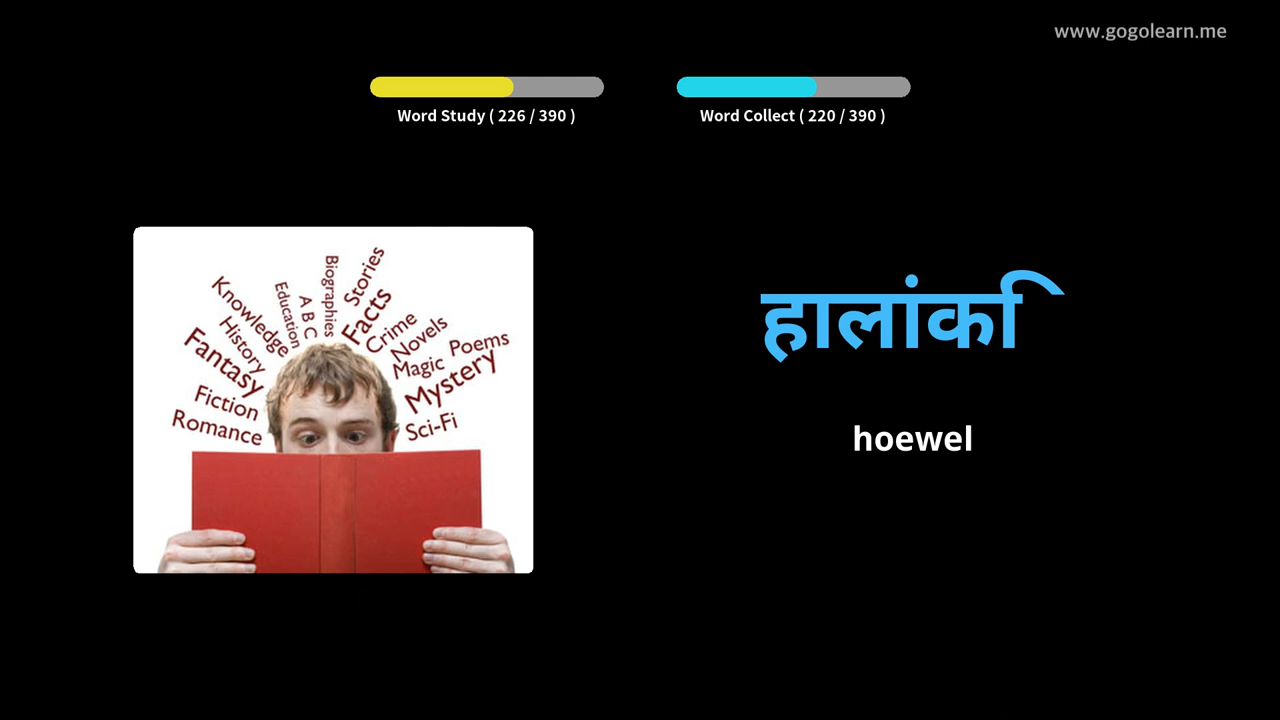 www.gogolearn.me
Word Study ( 226 / 390 )
Word Collect ( 220 / 390 )
Biographies
Stories
Knowledge
Education
A B C
Facts
History
Crime
Novels
Fantasy
Magic
Poems
Mystery
Fiction
Romance
Sci-Fi
हालांकि
hoewel